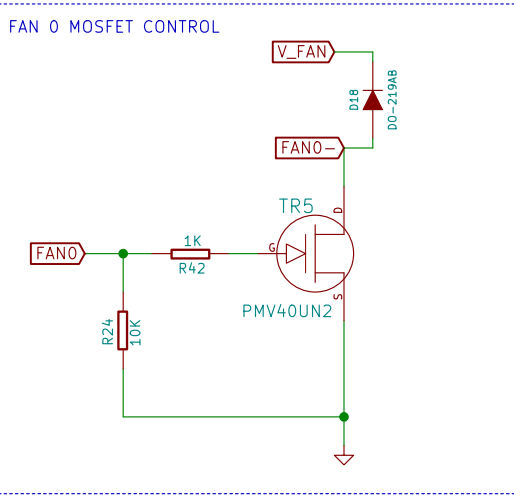 FAN 0 MOSFET CONTROL
V_FAN
D18
DO-219AB
FAN0-
TR5
D
1K
G
FAN0
R42
S
PMV40UN2
R24
10K